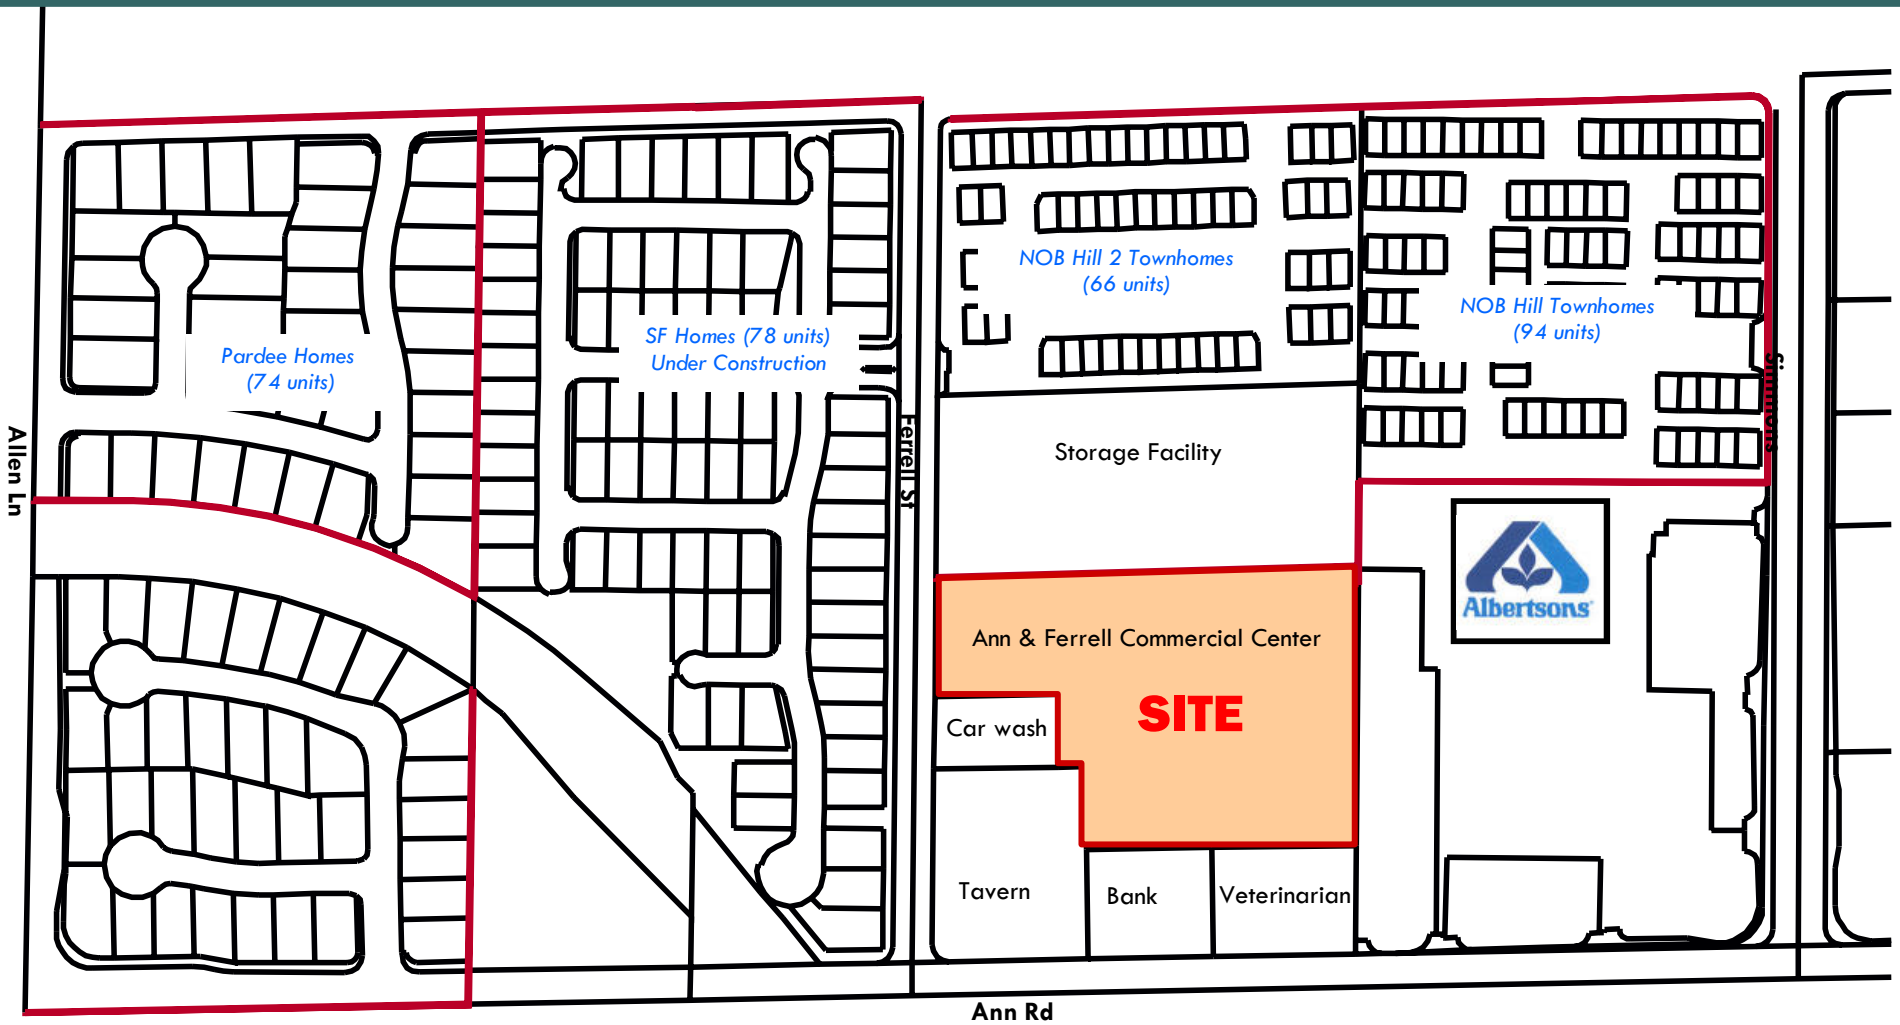 NOB Hill 2 Townhomes
(66 units)
NOB Hill Townhomes
(94 units)
SF Homes (78 units)
Under Construction
Pardee Homes
(74 units)
Simmons
Allen Ln
Ferrell St
Storage Facility
Albertsons
Ann & Ferrell Commercial Center
SITE
Car wash
Tavern
Bank
Veterinarian
Ann Rd